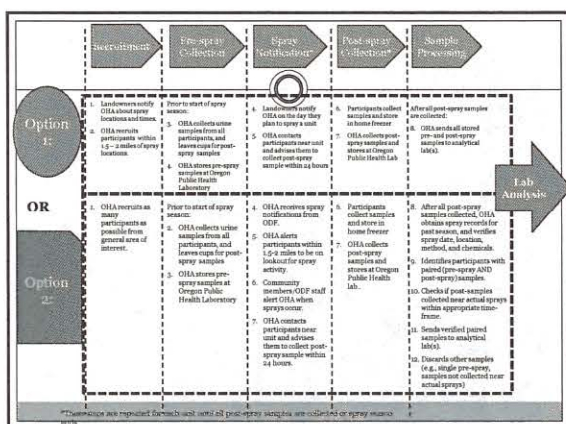 Recruitment
Pre-spray
Collection
Spray
Notification*
Post-spray
Collection*
Sample
Processing
Option
1:
1. Landowners notify
OHA about spray
locations and times.
2. OHA recruits
participants within
1.5 – 2 miles of spray
locations.
Prior to start of spray
season:
3. OHA collects urine
samples from all
participants, and
leaves cups for post-
spray samples
4. OHA stores pre-spray
samples at Oregon
Public Health
Laboratory
4. Landowners notify
OHA on the day they
plan to spray a unit
5. OHA contacts
participants near unit
and advises them to
collect post-spray
sample within 24 hours
6. Participants collect
samples and store
in home freezer
7. OHA collects post-
spray samples and
stores at Oregon
Public Health Lab
After all post-spray samples
are collected:
8. OHA sends all stored
pre- and post-spray
samples to analytical
lab(s).
Lab
Analysis
OR
Option
2:
1. OHA recruits as
many
participants as
possible from
general area of
interest.
Prior to start of spray
season:
2. OHA collects urine
samples from all
participants, and
leaves cups for post-
spray samples
3. OHA stores pre-
spray samples at
Oregon Public
Health Laboratory
4. OHA receives spray
notifications from
ODF.
5. OHA alerts
participants within
1.5-2 miles to be on
lookout for spray
activity.
6. Community
members/ODF staff
alert OHA when
sprays occur.
7. OHA contacts
participants near
unit and advises
them to collect post-
spray sample within
24 hours.
6. Participants
collect samples
and store in
home freezer
7. OHA collects
post-spray
samples and
stores at Oregon
Public Health
lab.
8. After all post-spray
samples collected, OHA
obtains spray records for
past season, and verifies
spray date, location,
method, and chemicals.
9. Identifies participants with
paired (pre-spray AND
post-spray) samples.
10. Checks if post-samples
collected near actual sprays
within appropriate time-
frame.
11. Sends verified paired
samples to analytical
lab(s).
12. Discards other samples
(e.g., single pre-spray,
samples not collected near
actual sprays)
*These steps are repeated for each unit until all post-spray samples are collected or spray season
ends.